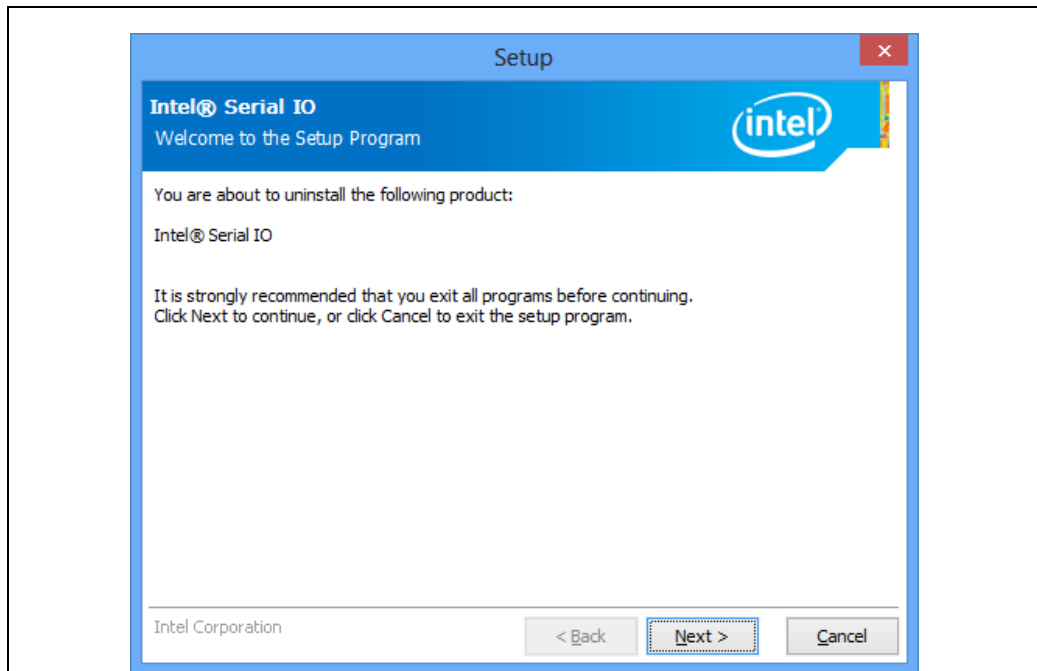 Setup
Intel® Serial IO
Welcome to the Setup Program
intel
You are about to uninstall the following product:
Intel® Serial IO
It is strongly recommended that you exit all programs before continuing.
Click Next to continue, or click Cancel to exit the setup program.
Intel Corporation
< Back
Next >
Cancel